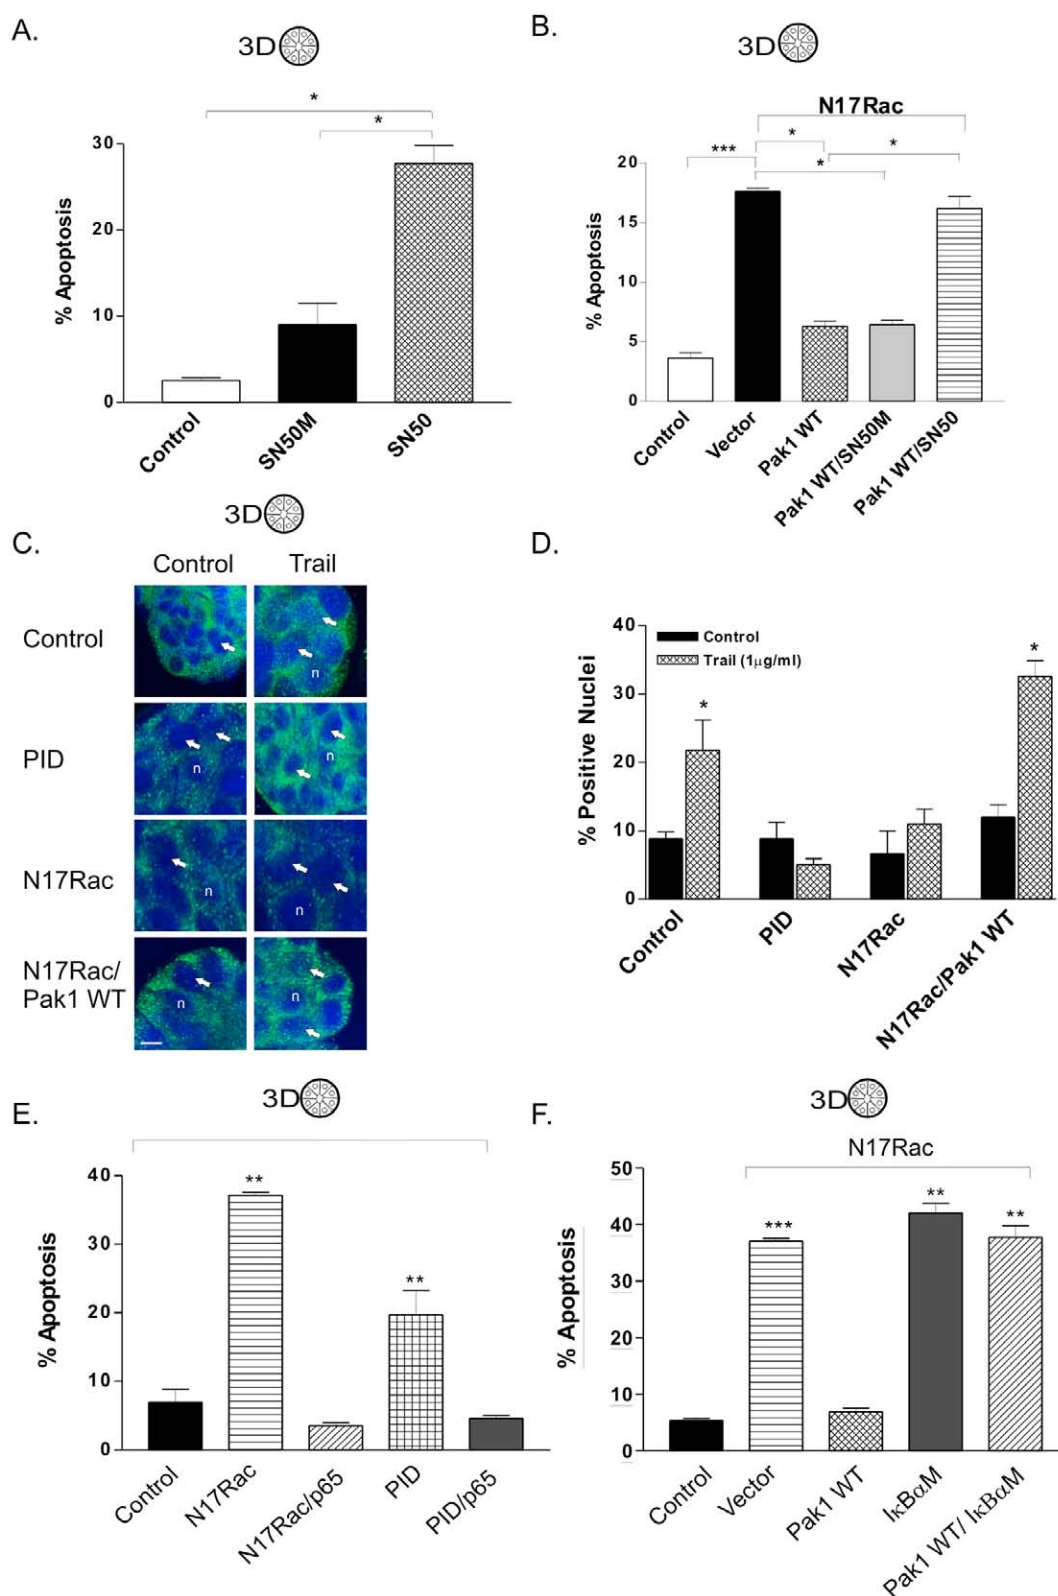 A.
3D
*
*
30
20
10
0
% Apoptosis
Control
SN50M
SN50
B.
3D
N17Rac
***
*
*
*
20
15
10
5
0
% Apoptosis
Control
Vector
Pak1 WT
Pak1 WT/SN50M
Pak1 WT/SN50
C.
3D
Control Trail
Control
n
PID
n
n
N17Rac
n
n
N17Rac/
Pak1 WT
n
n
D.
Control
Trail (1µg/ml)
*
*
40
30
20
10
0
% Positive Nuclei
Control
PID
N17Rac
N17Rac/Pak1 WT
E.
3D
**
**
40
30
20
10
0
% Apoptosis
Control
N17Rac
N17Rac/p65
PID
PID/p65
F.
3D
N17Rac
***
**
**
50
40
30
20
10
0
% Apoptosis
Control
Vector
Pak1 WT
IκBαM
Pak1 WT/ IκBαM